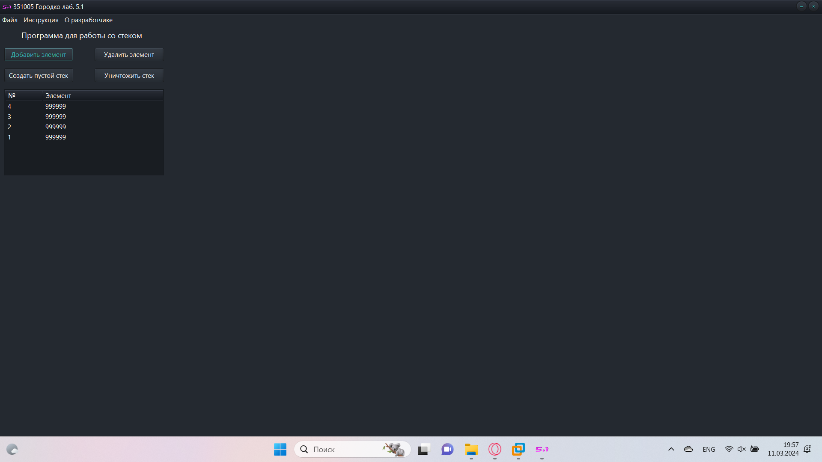 351005 Городко лаб. 5.1
Файл Инструкция О разработчике
Программа для работы со стеком
Добавить элемент Удалить элемент
Создать пустой стек Уничтожить стек
№ Элемент
4 999999
3 999999
2 999999
1 999999
Поиск
ENG
19:57
11.03.2024